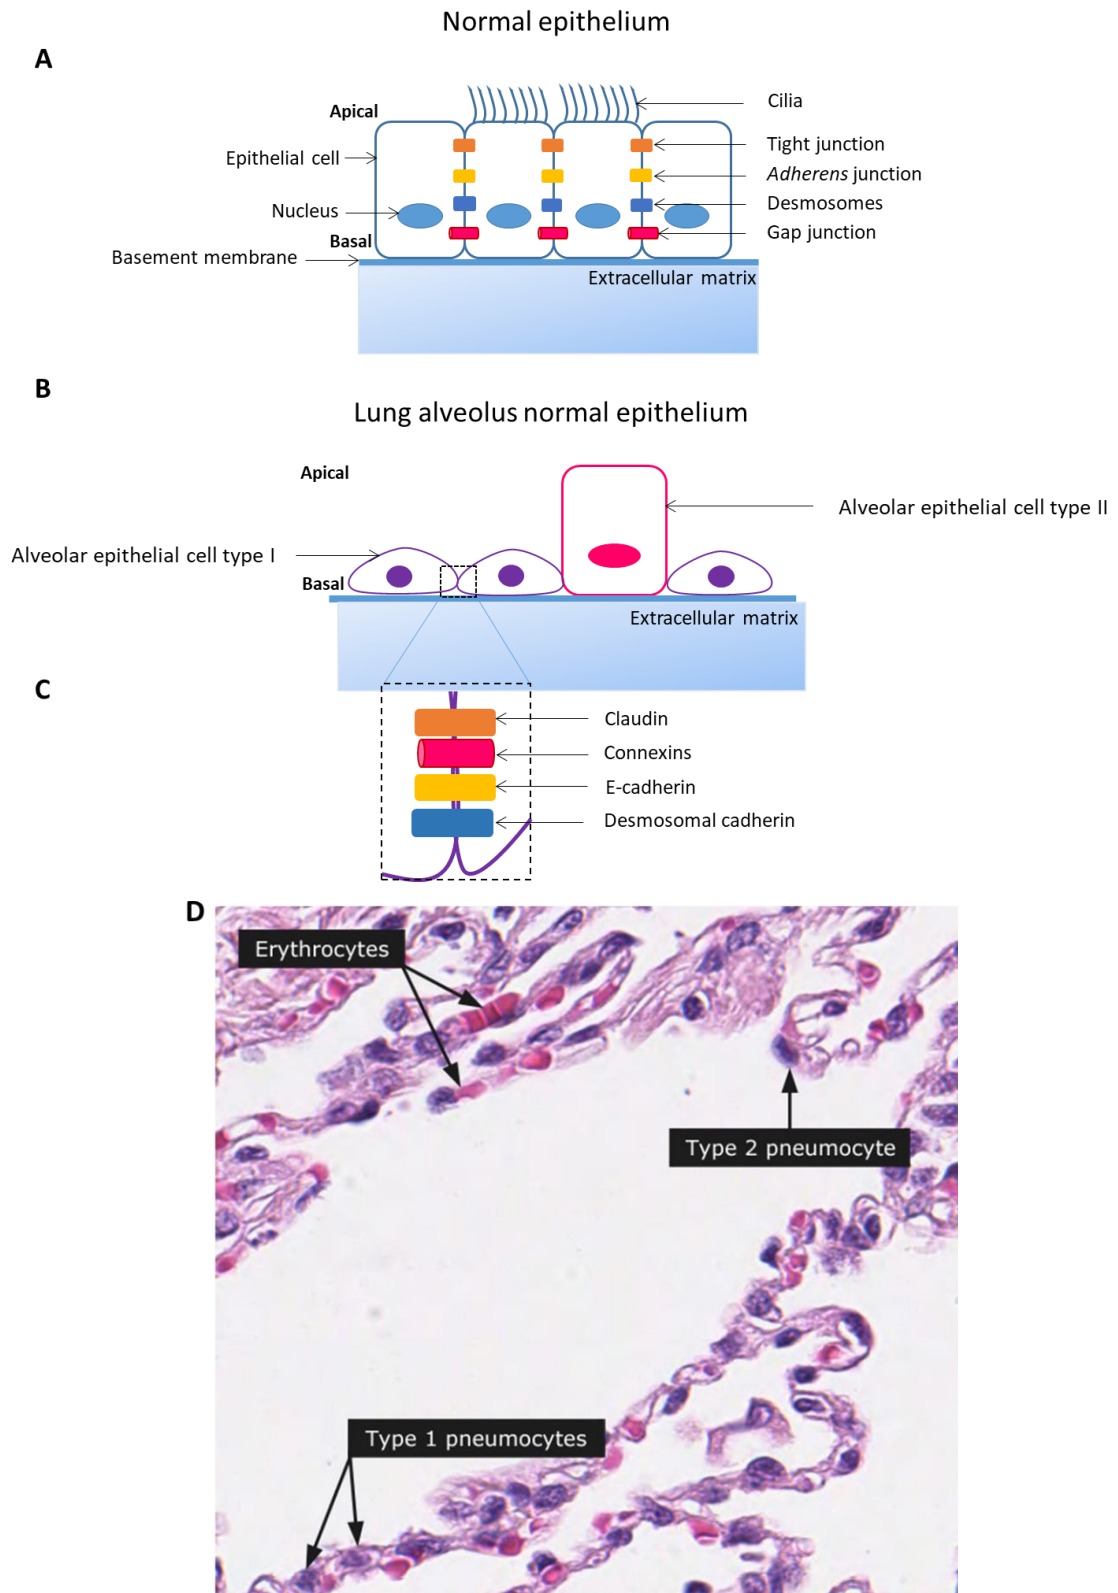 Normal epithelium
A
Cilia
Apical
Tight junction
Epithelial cell
Adherens junction
Desmosomes
Nucleus
Gap junction
Basal
Basement membrane
Extracellular matrix
B
Lung alveolus normal epithelium
Apical
Alveolar epithelial cell type II
Alveolar epithelial cell type I
Basal
Extracellular matrix
C
Claudin
Connexins
E-cadherin
Desmosomal cadherin
D
Erythrocytes
Type 2 pneumocyte
Type 1 pneumocytes